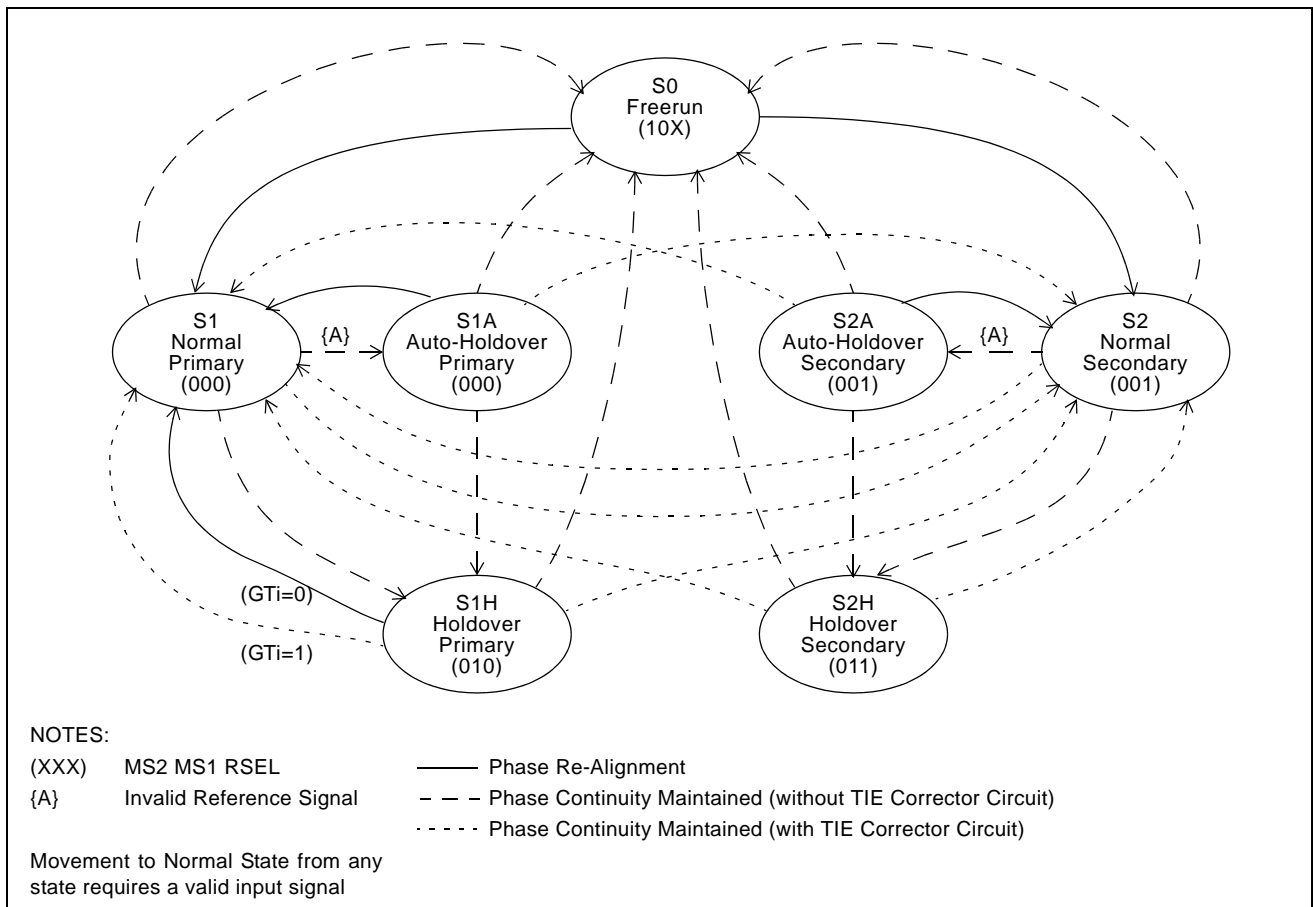 S0
Freerun
(10X)
S1
Normal
Primary
(000)
{A}
S1A
Auto-Holdover
Primary
(000)
S2A
Auto-Holdover
Secondary
(001)
{A}
S2
Normal
Secondary
(001)
(GTi=0)
(GTi=1)
S1H
Holdover
Primary
(010)
S2H
Holdover
Secondary
(011)
NOTES:
(XXX) MS2 MS1 RSEL
{A} Invalid Reference Signal
Phase Re-Alignment
Phase Continuity Maintained (without TIE Corrector Circuit)
Phase Continuity Maintained (with TIE Corrector Circuit)
Movement to Normal State from any
state requires a valid input signal